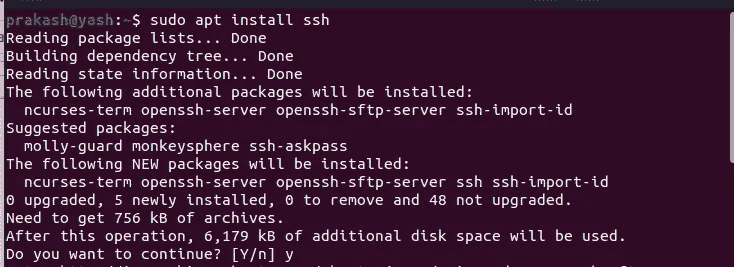 prakash@yash:~$ sudo apt install ssh
Reading package lists... Done
Building dependency tree... Done
Reading state information... Done
The following additional packages will be installed:
  ncurses-term openssh-server openssh-sftp-server ssh-import-id
Suggested packages:
  molly-guard monkeysphere ssh-askpass
The following NEW packages will be installed:
  ncurses-term openssh-server openssh-sftp-server ssh ssh-import-id
0 upgraded, 5 newly installed, 0 to remove and 48 not upgraded.
Need to get 756 kB of archives.
After this operation, 6,179 kB of additional disk space will be used.
Do you want to continue? [Y/n] y